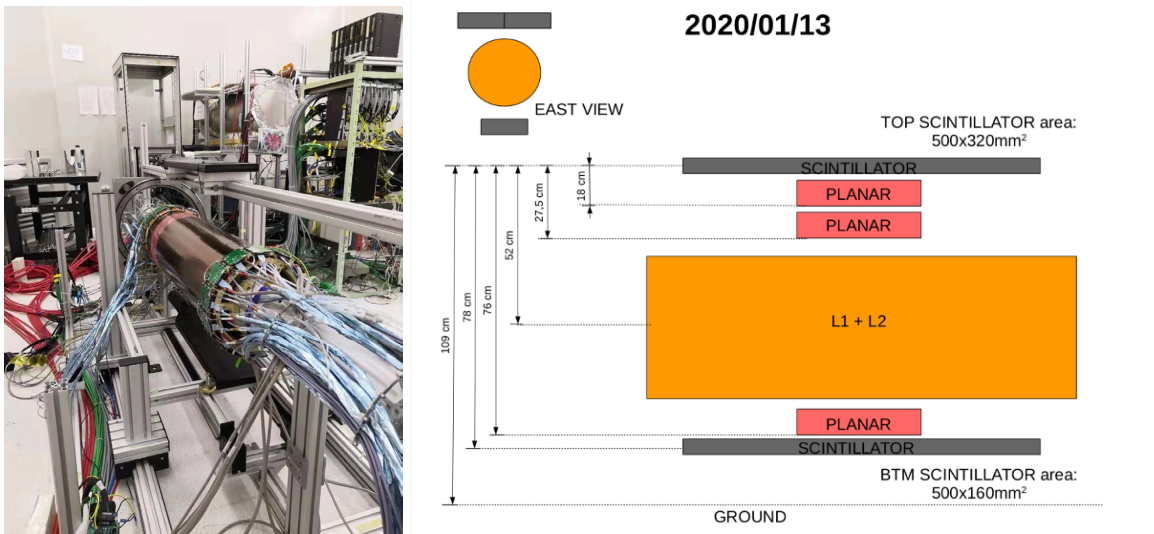 2020/01/13
EAST VIEW
TOP SCINTILLATOR area:
500x320mm²
SCINTILLATOR
PLANAR
PLANAR
18 cm
27,5 cm
52 cm
76 cm
78 cm
109 cm
L1 + L2
PLANAR
SCINTILLATOR
BTM SCINTILLATOR area:
500x160mm²
GROUND